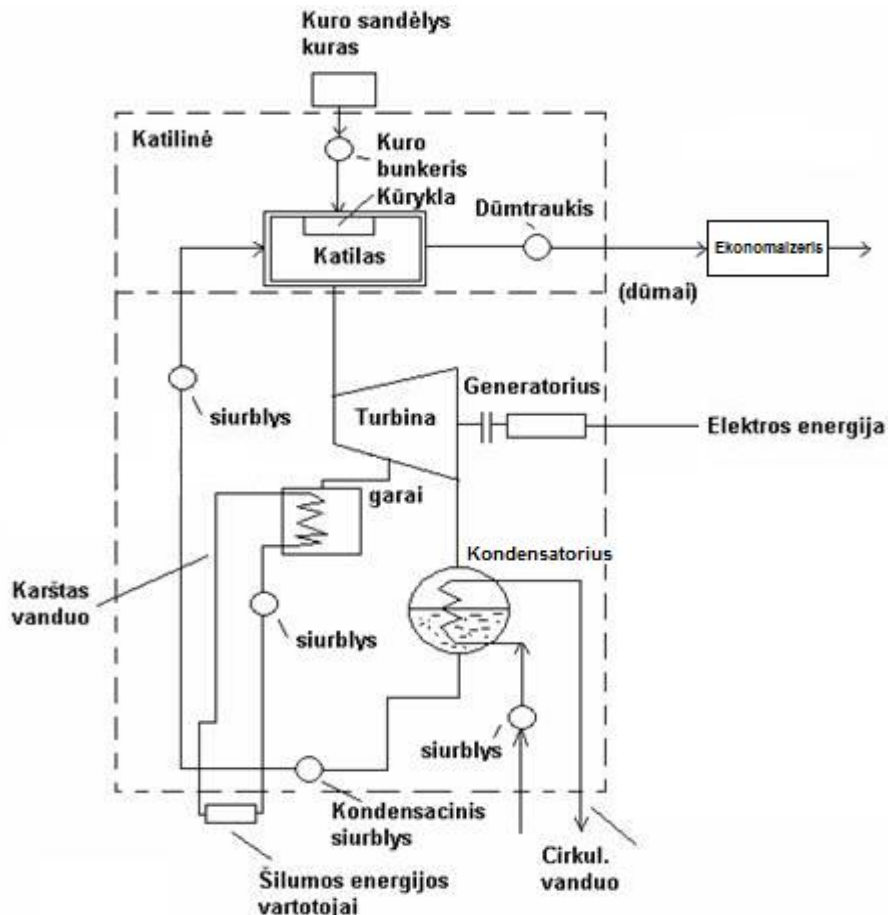 Kuro sandėlys
kuras
Katilinė
Kuro
bunkeris
Kūrykla
Dūmtraukis
Katilas
Ekonomaizeris
(dūmai)
siurblys
Generatorius
Turbina
Elektros energija
garai
Kondensatorius
Karštas
vanduo
siurblys
siurblys
Kondensacinis
siurblys
Cirkul.
vanduo
Šilumos energijos
vartotojai